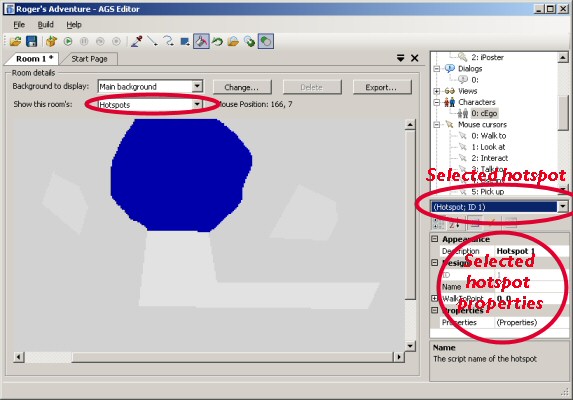 Roger's Adventure - AGS Editor
File Build Help
Room 1 * Start Page
Room details
Background to display: Main background Change... Delete Export...
Show this room's: Hotspots Mouse Position: 166, 7
2: iPoster
Dialogs
0:
Views
Characters
0: cEgo
Mouse cursors
0: Walk to
1: Look at
2: Interact
3: Talk to
Selected hotspot
5: Pick up
(Hotspot; ID 1)
Appearance
Description Hotspot 1
Design
ID 1
Name
WalkToPoint 0, 0
Properties
Properties (Properties)
Selected
hotspot
properties
Name
The script name of the hotspot